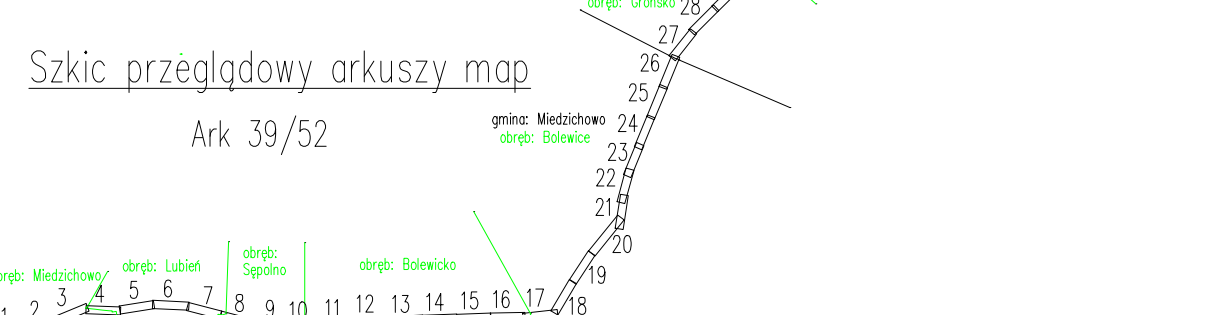 obręb: Grońsko 28
27
Szkic przeglądowy arkuszy map
26
25
gmina: Miedzichowo
24
Ark 39/52
obręb: Bolewice
23
22
21
20
obręb:
Sępolno
obręb: Lubień
obręb: Bolewicko
obręb: Miedzichowo
19
1 2 3 4 5 6 7 8 9 10 11 12 13 14 15 16 17 18